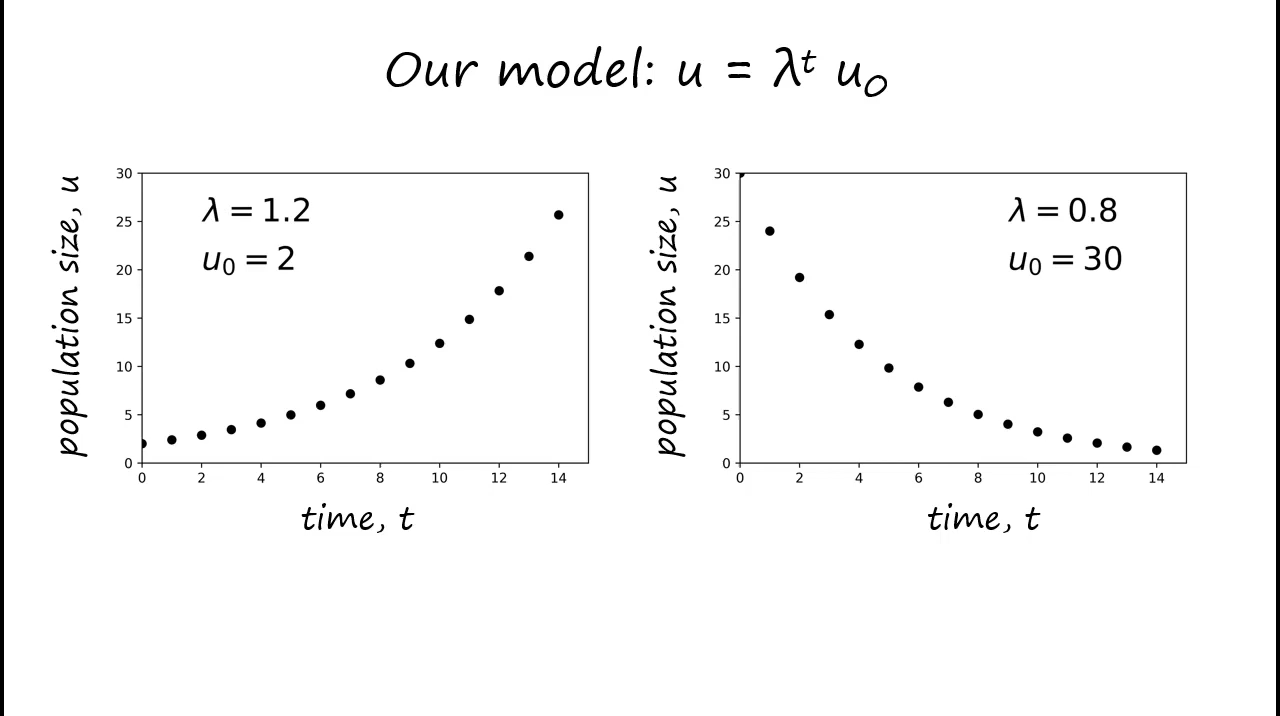 Our model: u = λᵗ u₀
population size, u
30
25
20
15
10
5
0
λ = 1.2
u₀ = 2
0 2 4 6 8 10 12 14
time, t
population size, u
30
25
20
15
10
5
0
λ = 0.8
u₀ = 30
0 2 4 6 8 10 12 14
time, t